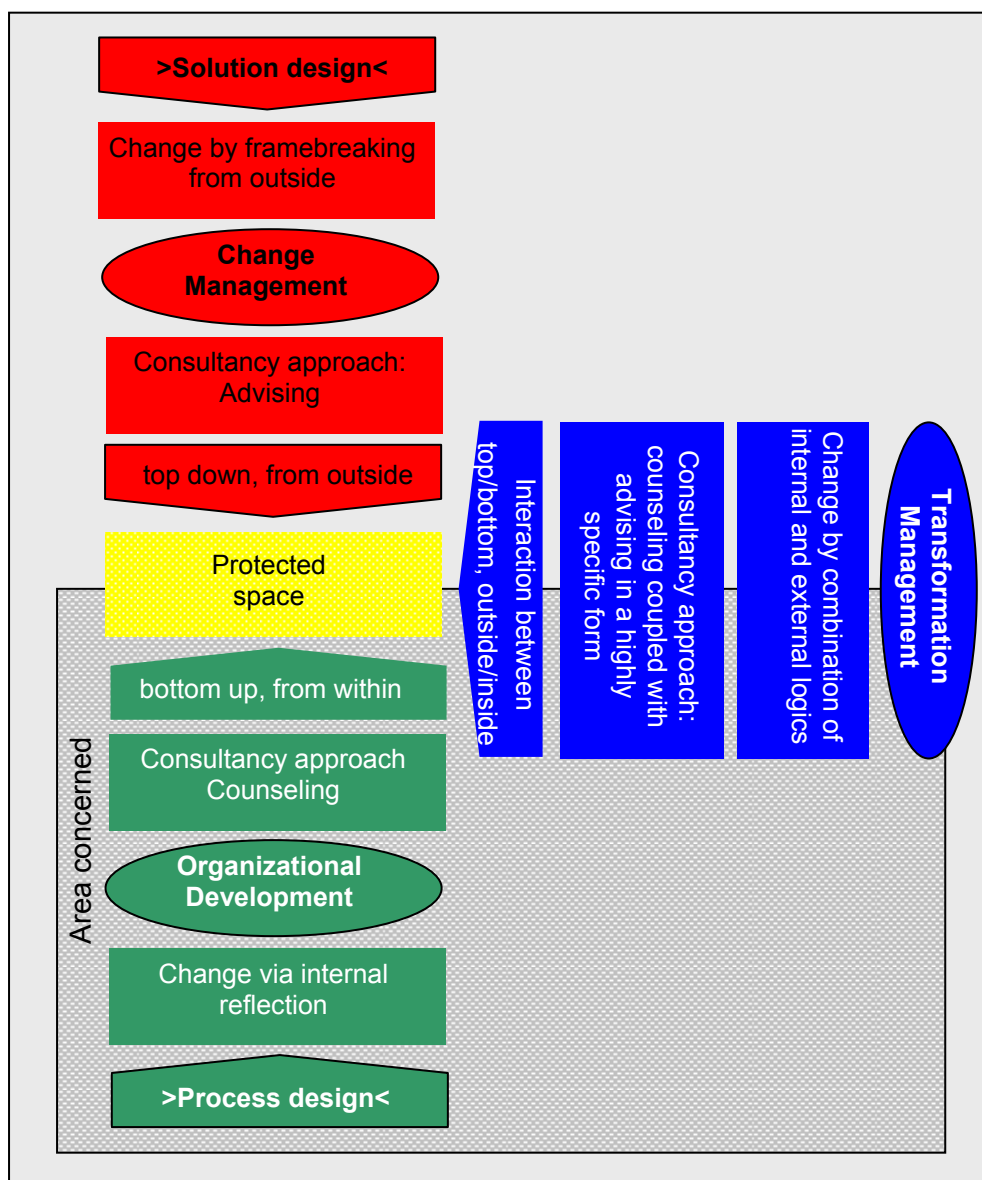 >Solution design<
Change by framebreaking
from outside
Change
Management
Consultancy approach:
Advising
top down, from outside
Protected
space
bottom up, from within
Consultancy approach
Counseling
Organizational
Development
Change via internal
reflection
>Process design<
Area concerned
Interaction between
top/bottom, outside/inside
Consultancy approach:
counseling coupled with
advising in a highly
specific form
Change by combination of
internal and external logics
Transformation
Management